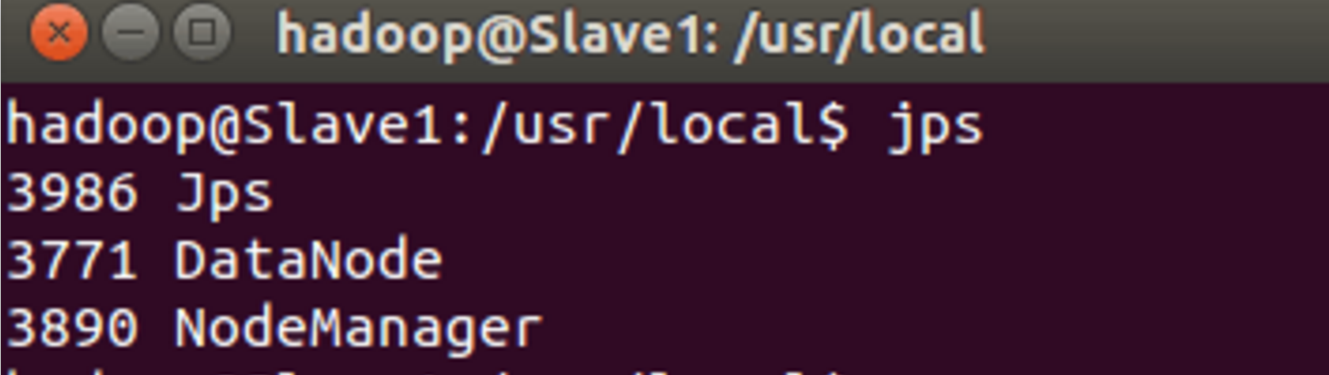 hadoop@Slave1: /usr/local
hadoop@Slave1:/usr/local$ jps
3986 Jps
3771 DataNode
3890 NodeManager